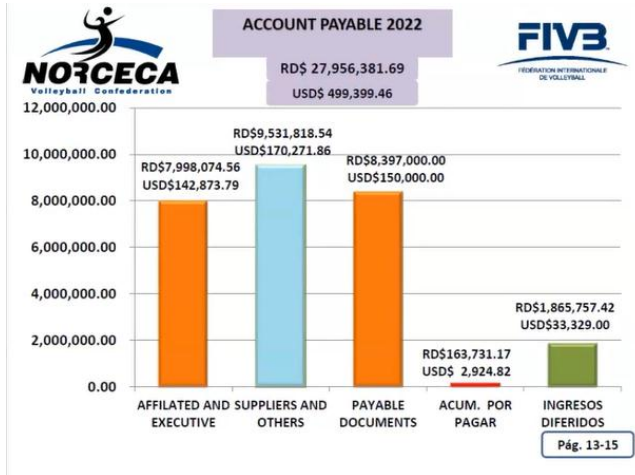 NORCECA
Volleyball Confederation
ACCOUNT PAYABLE 2022
RD$ 27,956,381.69
USD$ 499,399.46
FIVB
FÉDÉRATION INTERNATIONALE
DE VOLLEYBALL
12,000,000.00
10,000,000.00
8,000,000.00
6,000,000.00
4,000,000.00
2,000,000.00
0.00
RD$7,998,074.56
USD$142,873.79
RD$9,531,818.54
USD$170,271.86
RD$8,397,000.00
USD$150,000.00
RD$163,731.17
USD$ 2,924.82
RD$1,865,757.42
USD$33,329.00
AFFILATED AND
EXECUTIVE
SUPPLIERS AND
OTHERS
PAYABLE
DOCUMENTS
ACUM. POR
PAGAR
INGRESOS
DIFERIDOS
Pág. 13-15